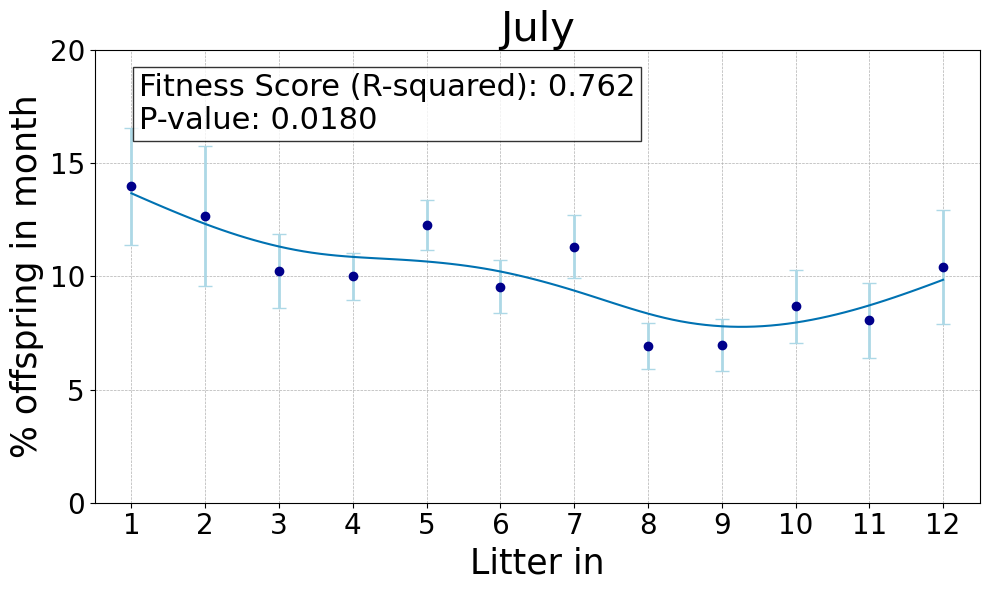 July
Fitness Score (R-squared): 0.762
P-value: 0.0180
% offspring in month
20
15
10
5
0
1 2 3 4 5 6 7 8 9 10 11 12
Litter in